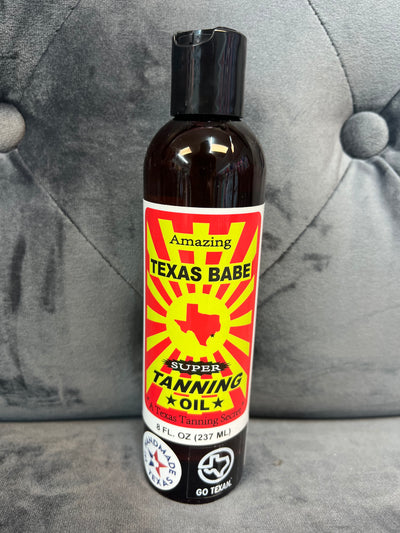 Amazing
TEXAS BABE
SUPER
TANNING
OIL
A Texas Tanning Secret
8 FL. OZ (237 ML)
HANDMADE
TEXAS
GO TEXAN.